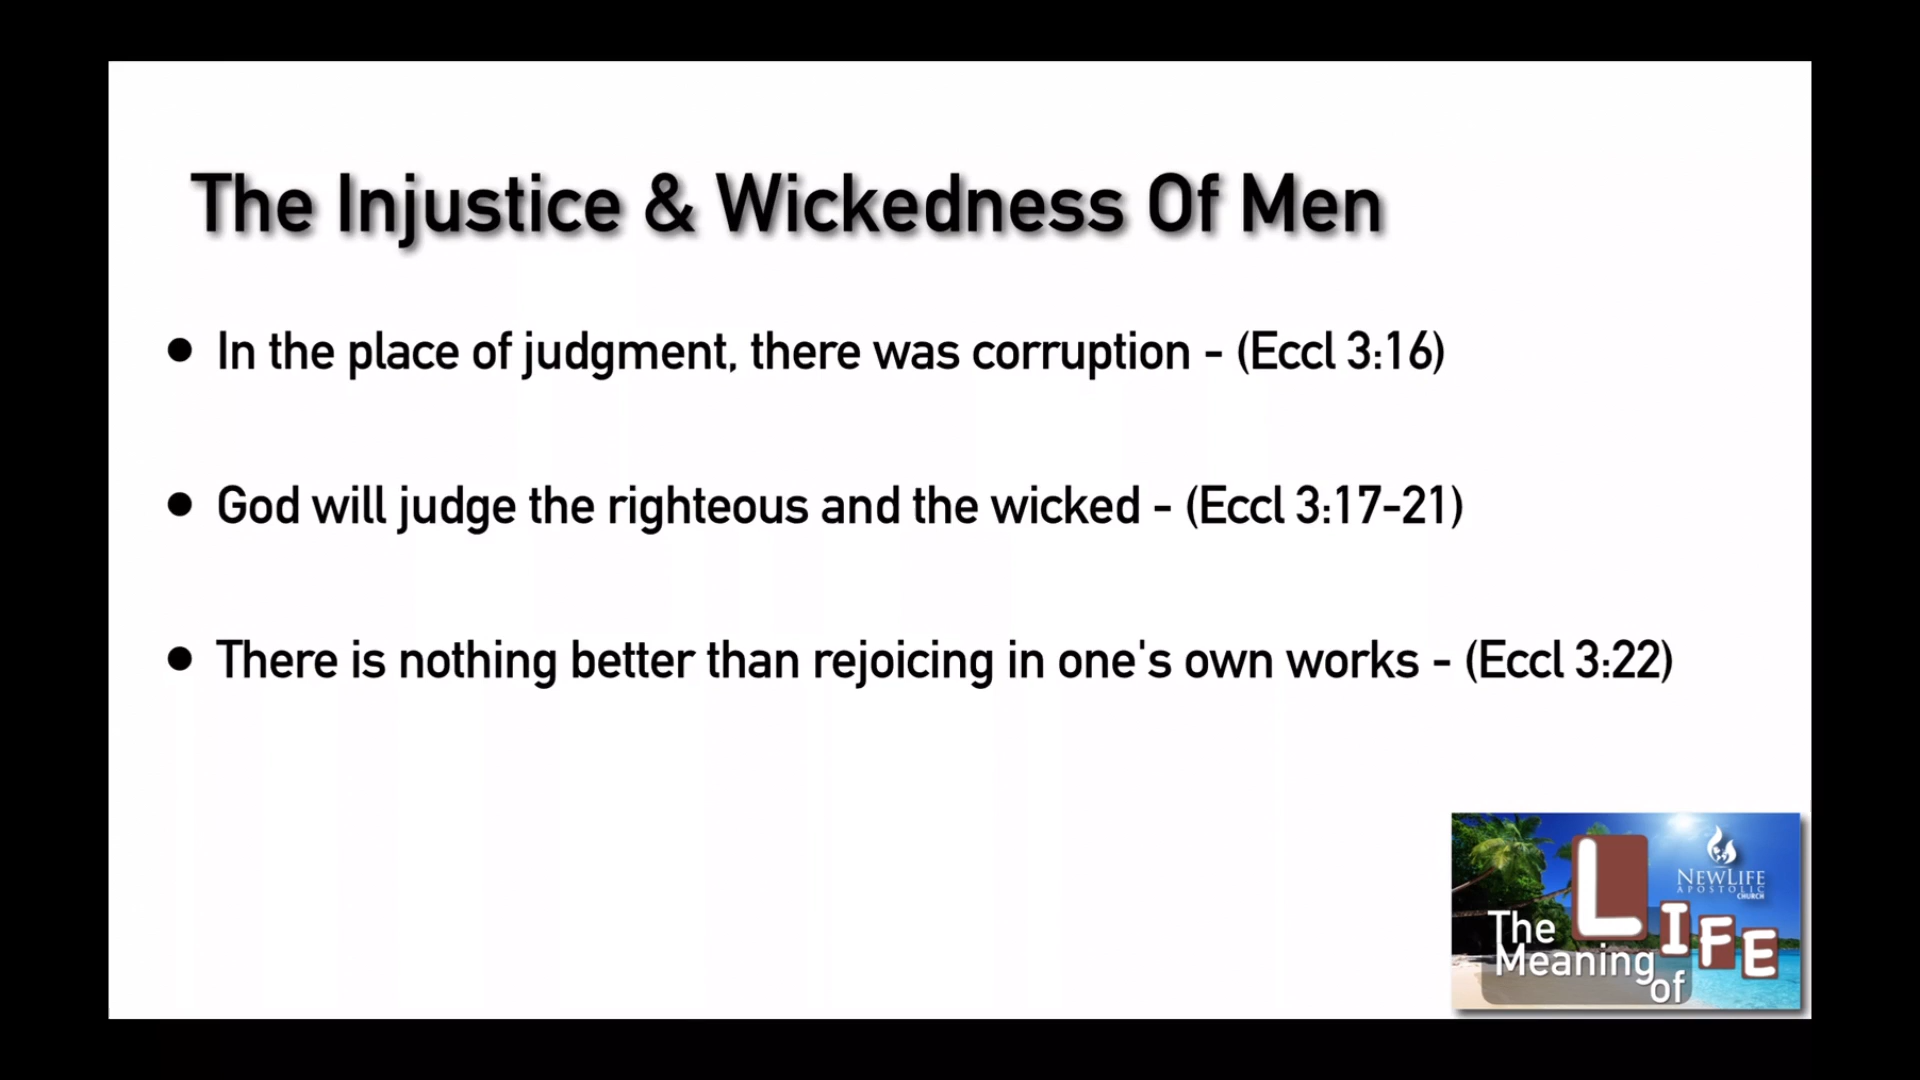 The Injustice & Wickedness Of Men
● In the place of judgment, there was corruption - (Eccl 3:16)
● God will judge the righteous and the wicked - (Eccl 3:17-21)
● There is nothing better than rejoicing in one's own works - (Eccl 3:22)
NEWLIFE
APOSTOLIC
CHURCH
The
Meaning
of
LIFE